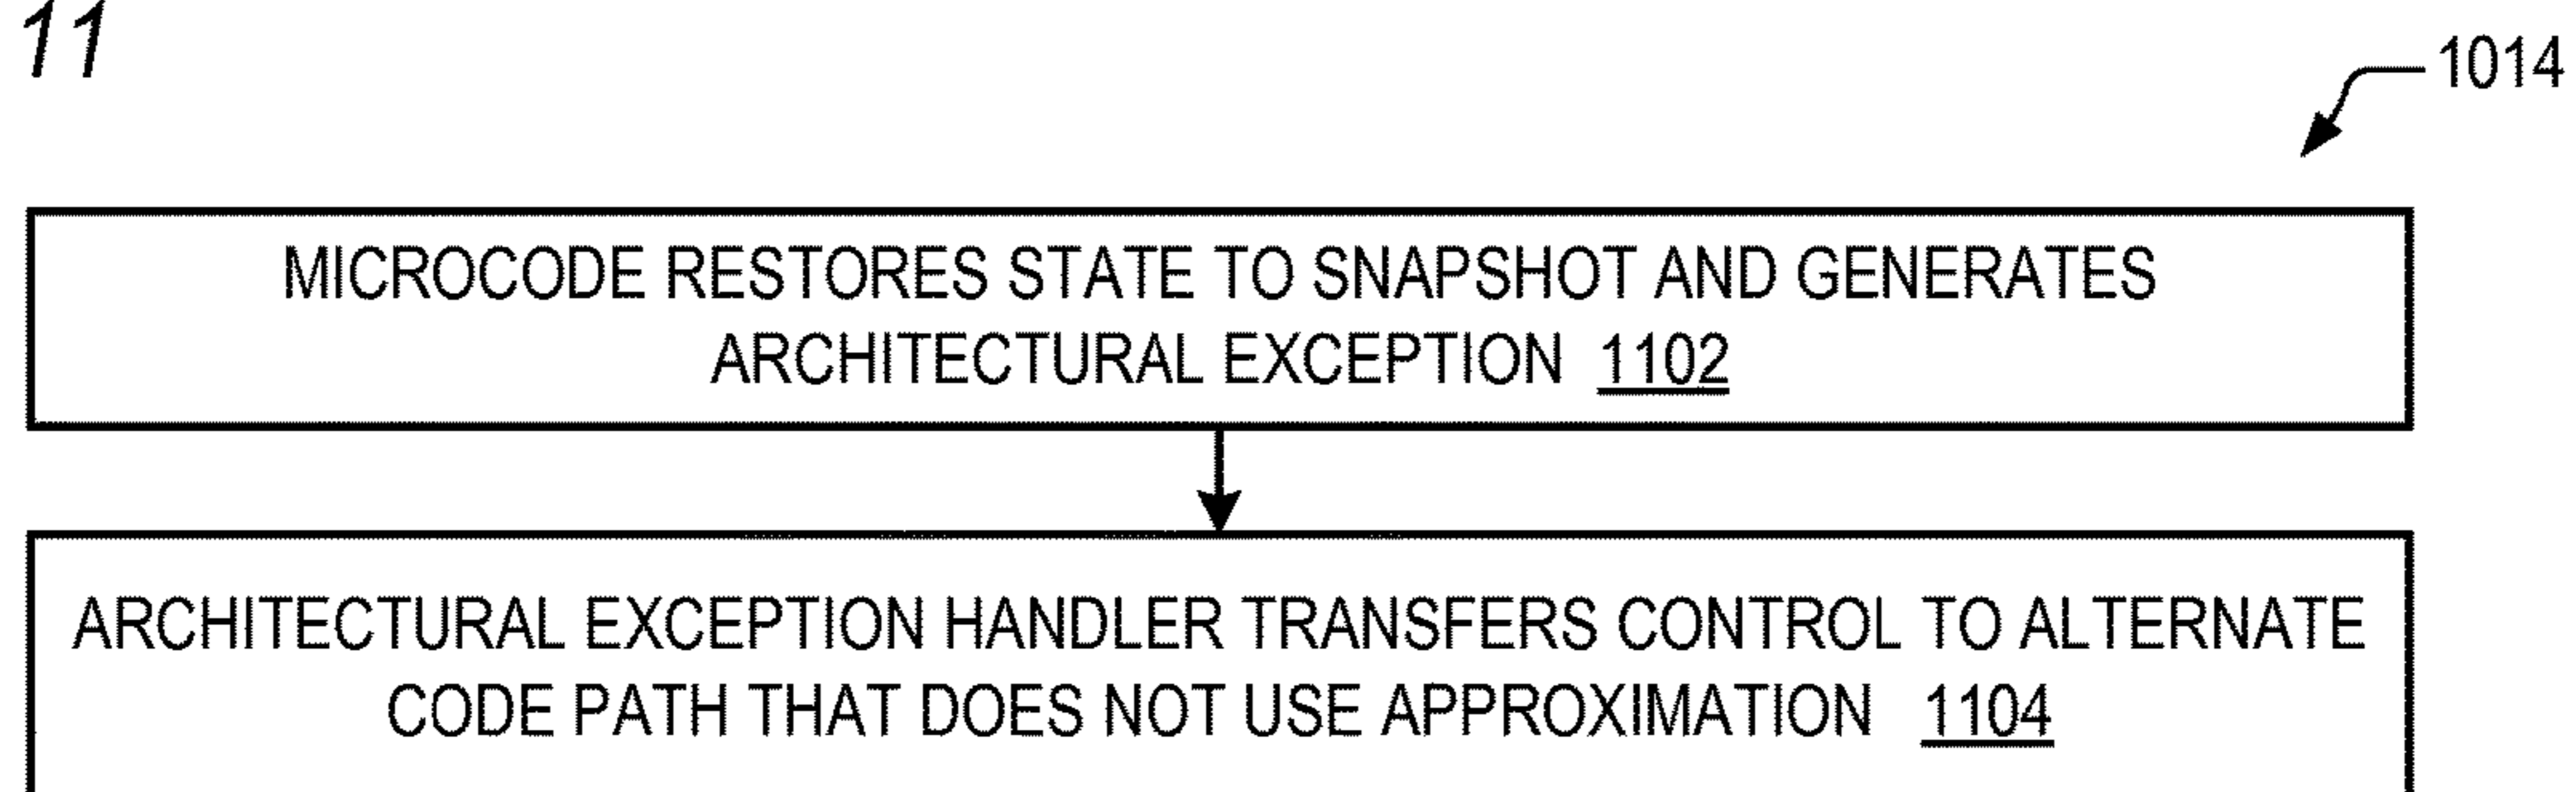 11
1014
MICROCODE RESTORES STATE TO SNAPSHOT AND GENERATES
ARCHITECTURAL EXCEPTION 1102
ARCHITECTURAL EXCEPTION HANDLER TRANSFERS CONTROL TO ALTERNATE
CODE PATH THAT DOES NOT USE APPROXIMATION 1104